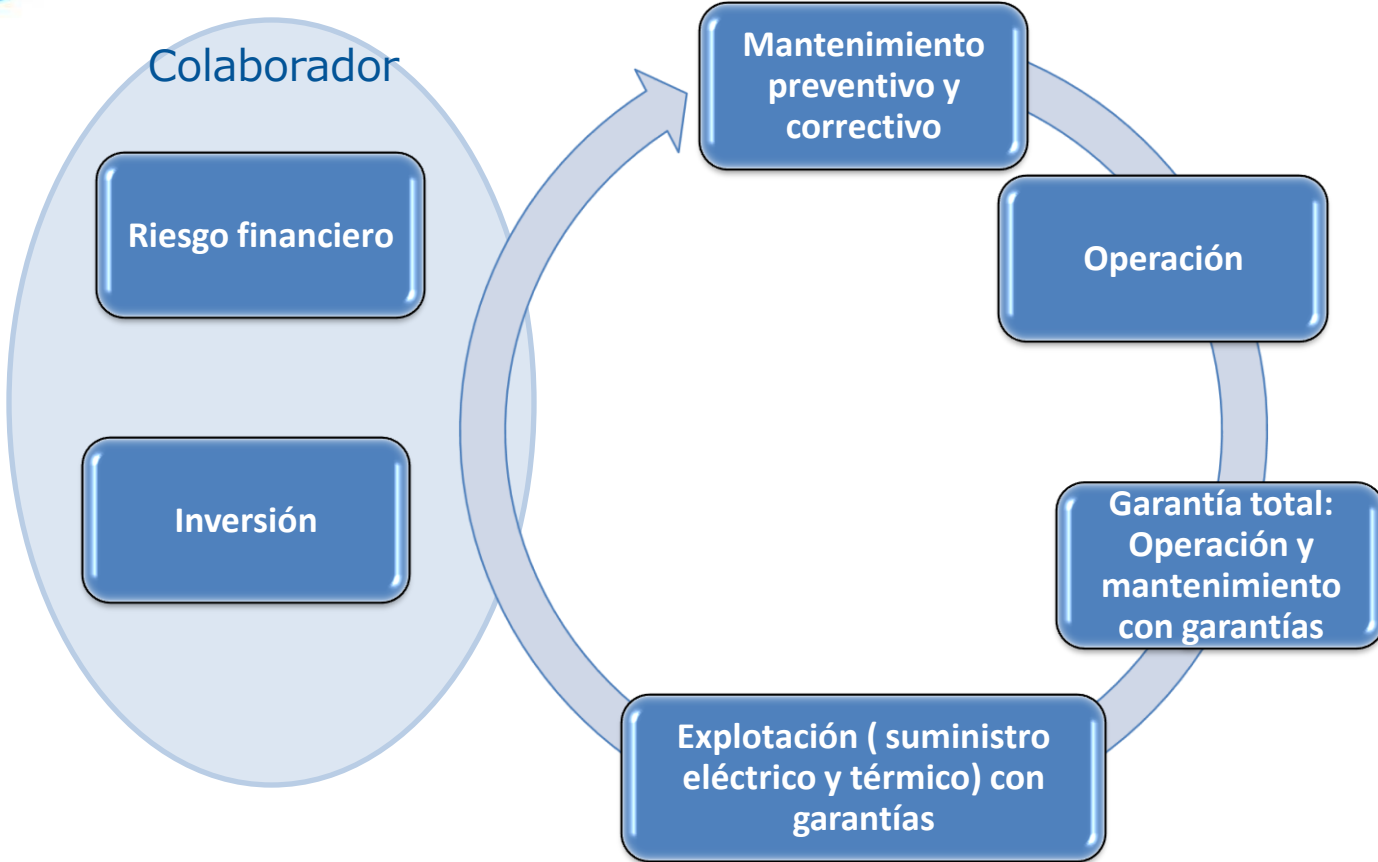 Colaborador
Riesgo financiero
Inversión
Mantenimiento
preventivo y
correctivo
Operación
Garantía total:
Operación y
mantenimiento
con garantías
Explotación ( suministro
eléctrico y térmico) con
garantías